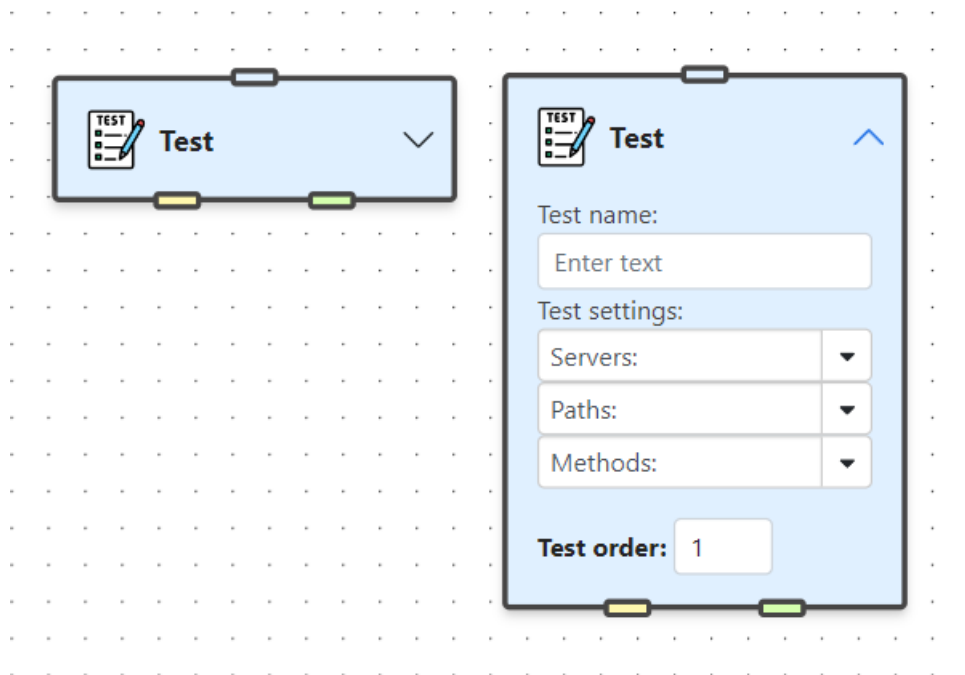 TEST
Test
TEST
Test
Test name:
Enter text
Test settings:
Servers:
Paths:
Methods:
Test order: 1